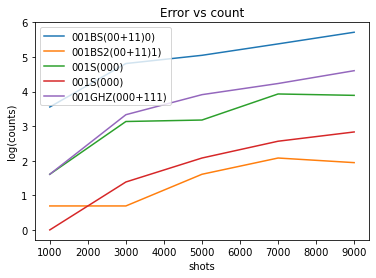 Error vs count
6
5
4
3
2
1
0
log(counts)
001BS(00+11)0)
001BS2(00+11)1)
001S(000)
001S(000)
001GHZ(000+111)
1000 2000 3000 4000 5000 6000 7000 8000 9000
shots